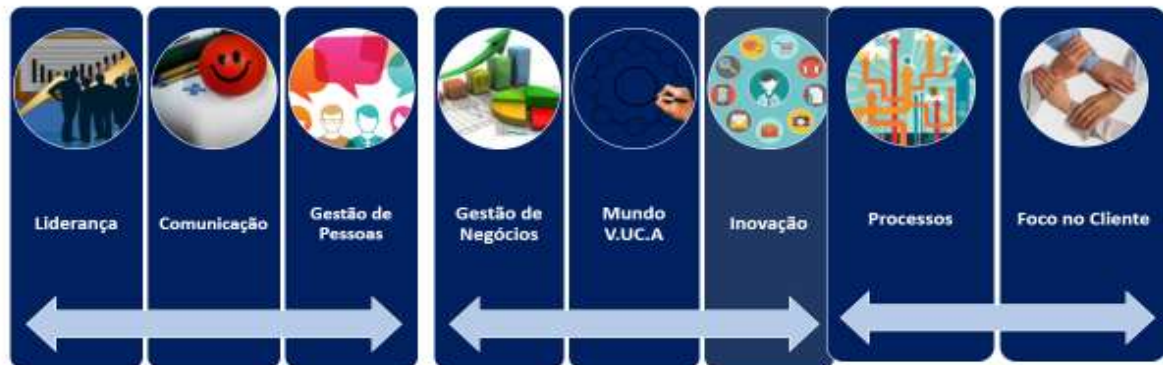 Liderança
Comunicação
Gestão de
Pessoas
Gestão de
Negócios
Mundo
V.UC.A
Inovação
Processos
Foco no Cliente